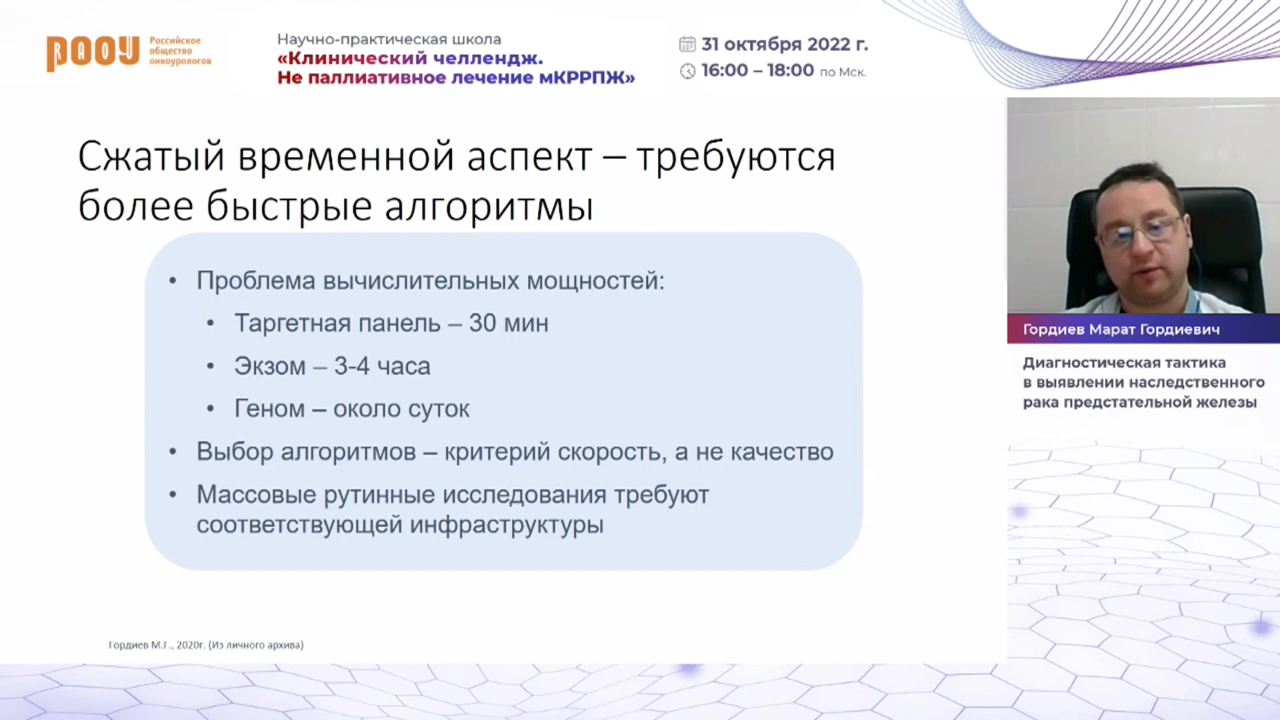 РАОУ
Российское
общество
онкоурологов
Научно-практическая школа
«Клинический челлендж.
Не паллиативное лечение мКРРПЖ»
31 октября 2022 г.
16:00 – 18:00 по Мск.
Сжатый временной аспект – требуются
более быстрые алгоритмы
• Проблема вычислительных мощностей:
• Таргетная панель – 30 мин
• Экзом – 3-4 часа
• Геном – около суток
• Выбор алгоритмов – критерий скорость, а не качество
• Массовые рутинные исследования требуют
соответствующей инфраструктуры
Гордиев М.Г., 2020г. (Из личного архива)
Гордиев Марат Гордиевич
Диагностическая тактика
в выявлении наследственного
рака предстательной железы